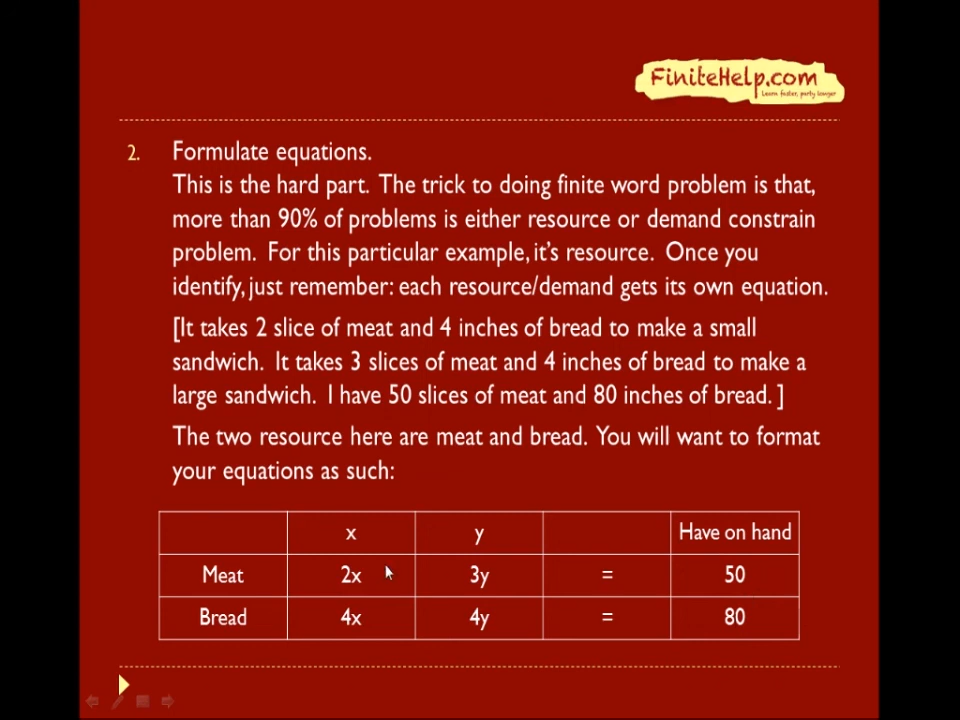 FiniteHelp.com
Learn faster, party longer
2. Formulate equations.
This is the hard part. The trick to doing finite word problem is that,
more than 90% of problems is either resource or demand constrain
problem. For this particular example, it's resource. Once you
identify, just remember: each resource/demand gets its own equation.
[It takes 2 slice of meat and 4 inches of bread to make a small
sandwich. It takes 3 slices of meat and 4 inches of bread to make a
large sandwich. I have 50 slices of meat and 80 inches of bread. ]
The two resource here are meat and bread. You will want to format
your equations as such:
x y Have on hand
Meat 2x 3y = 50
Bread 4x 4y = 80